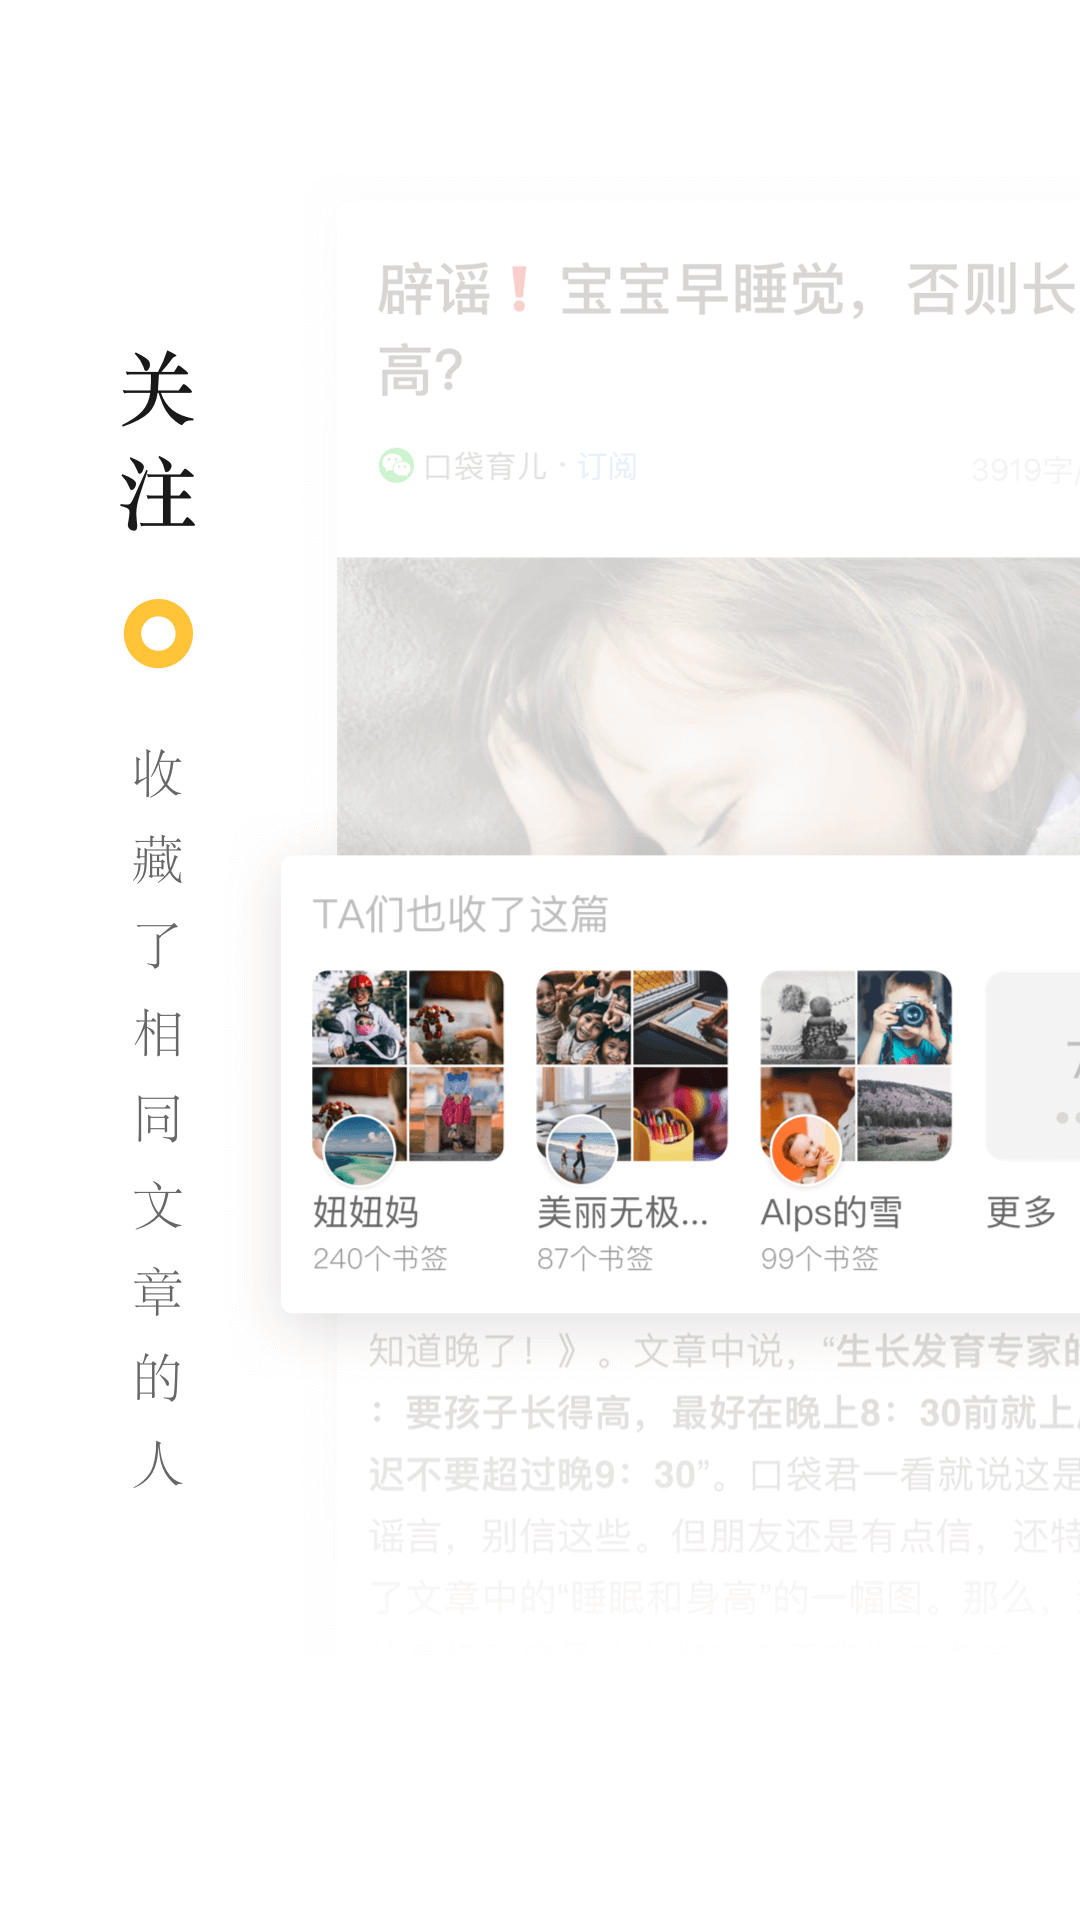 关注
收藏了相同文章的人
辟谣❗宝宝早睡觉，否则长
高？
口袋育儿 · 订阅
3919字/
TA们也收了这篇
妞妞妈
240个书签
美丽无极...
87个书签
Alps的雪
99个书签
更多
知道晚了！》。文章中说，“生长发育专家的
：要孩子长得高，最好在晚上8：30前就上
迟不要超过晚9：30”。口袋君一看就说这是
谣言，别信这些。但朋友还是有点信，还特
了文章中的“睡眠和身高”的一幅图。那么，